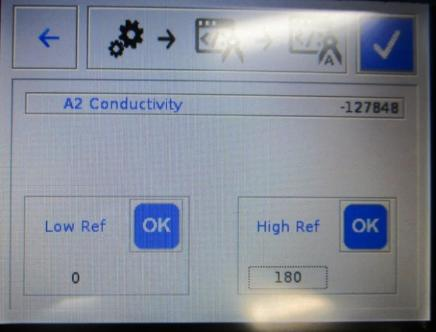 A2 Conductivity -127848
Low Ref OK
High Ref OK
0
180
A